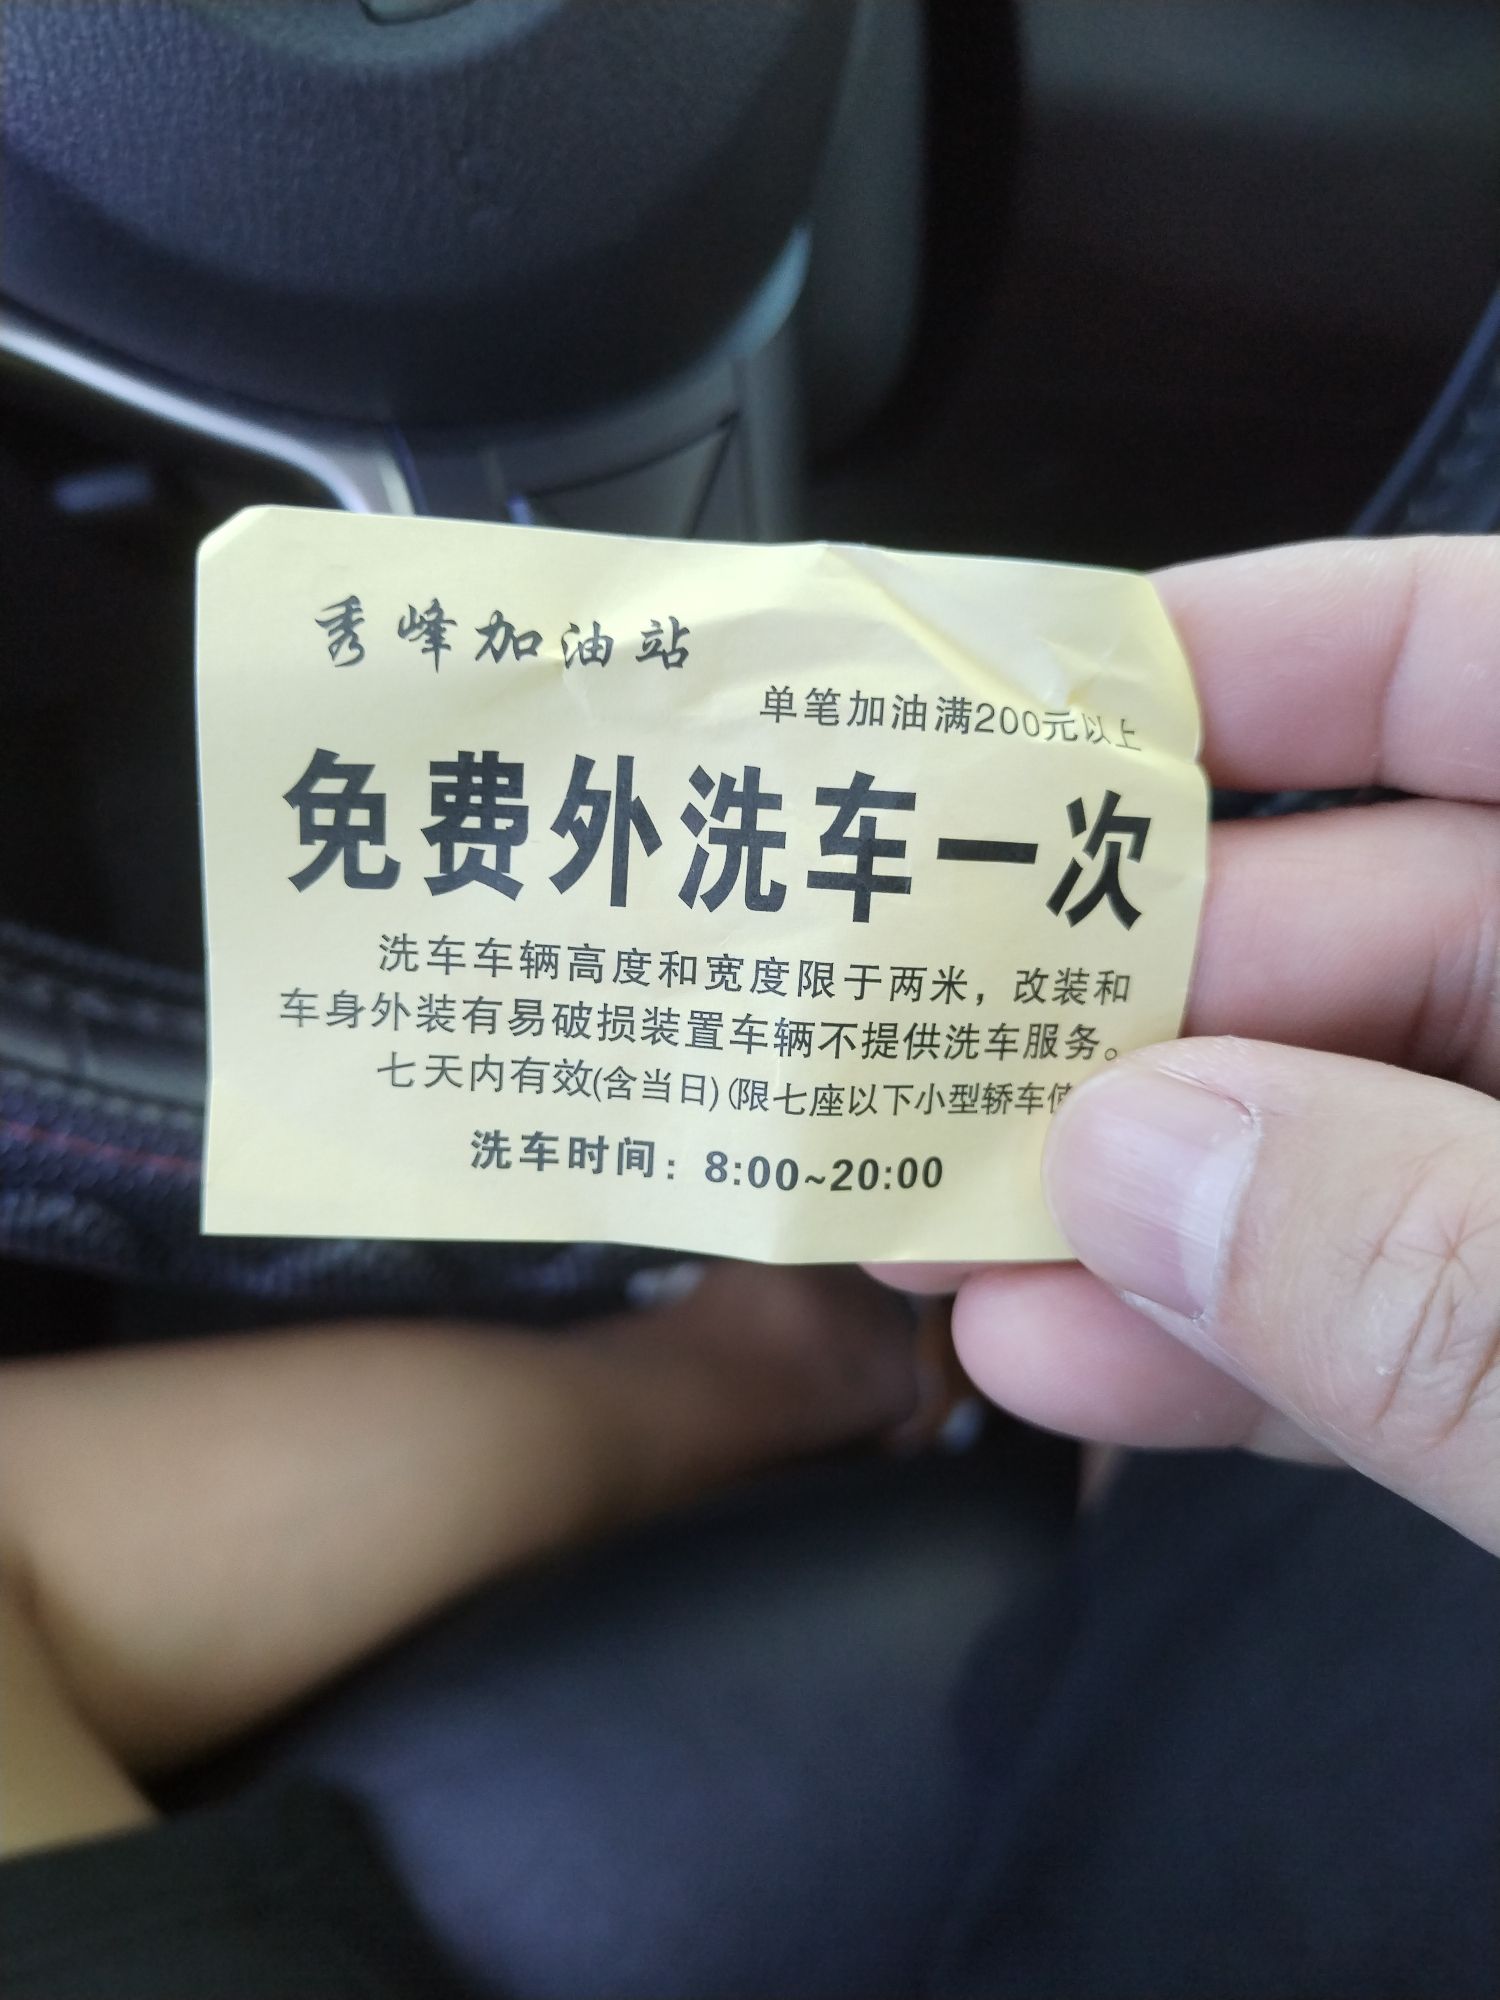 秀峰加油站
单笔加油满200元以上
免费外洗车一次
洗车车辆高度和宽度限于两米，改装和
车身外装有易破损装置车辆不提供洗车服务。
七天内有效(含当日)(限七座以下小型轿车使
洗车时间：8:00~20:00